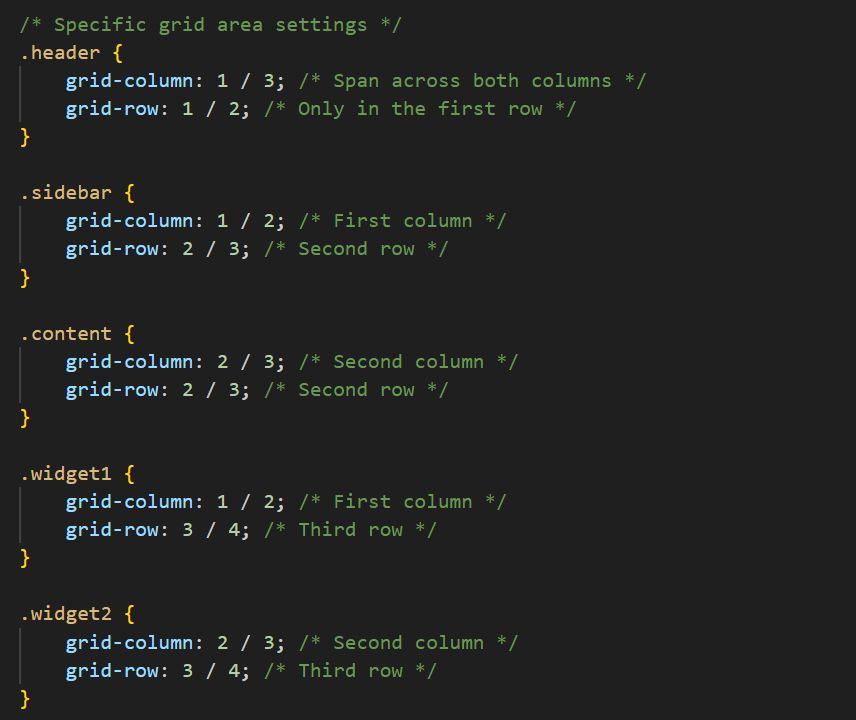 /* Specific grid area settings */
.header {
    grid-column: 1 / 3; /* Span across both columns */
    grid-row: 1 / 2; /* Only in the first row */
}

.sidebar {
    grid-column: 1 / 2; /* First column */
    grid-row: 2 / 3; /* Second row */
}

.content {
    grid-column: 2 / 3; /* Second column */
    grid-row: 2 / 3; /* Second row */
}

.widget1 {
    grid-column: 1 / 2; /* First column */
    grid-row: 3 / 4; /* Third row */
}

.widget2 {
    grid-column: 2 / 3; /* Second column */
    grid-row: 3 / 4; /* Third row */
}